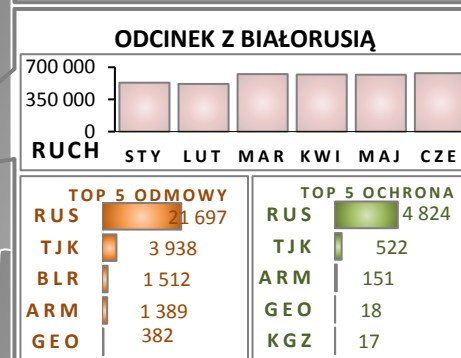 ODCINEK Z BIAŁORUSIĄ
700 000
350 000
0
RUCH STY LUT MAR KWI MAJ CZE
TOP 5 ODMOWY
RUS 21 697
TJK 3 938
BLR 1 512
ARM 1 389
GEO 382
TOP 5 OCHRONA
RUS 4 824
TJK 522
ARM 151
GEO 18
KGZ 17